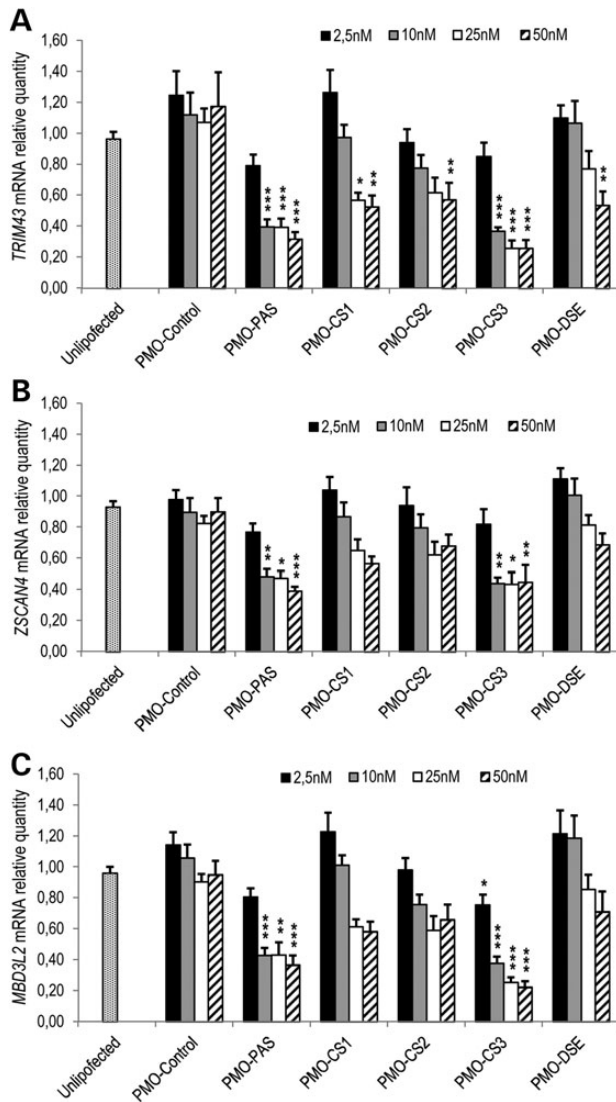 A
1,60
1,40
1,20
1,00
0,80
0,60
0,40
0,20
0,00
TRIM43 mRNA relative quantity
2,5nM 10nM 25nM 50nM
*** *** *** * ** ** *** *** *** **
Unlipofected PMO-Control PMO-PAS PMO-CS1 PMO-CS2 PMO-CS3 PMO-DSE
B
1,60
1,40
1,20
1,00
0,80
0,60
0,40
0,20
0,00
ZSCAN4 mRNA relative quantity
2,5nM 10nM 25nM 50nM
** * *** ** * **
Unlipofected PMO-Control PMO-PAS PMO-CS1 PMO-CS2 PMO-CS3 PMO-DSE
C
1,60
1,40
1,20
1,00
0,80
0,60
0,40
0,20
0,00
MBD3L2 mRNA relative quantity
2,5nM 10nM 25nM 50nM
*** ** *** * *** *** ***
Unlipofected PMO-Control PMO-PAS PMO-CS1 PMO-CS2 PMO-CS3 PMO-DSE